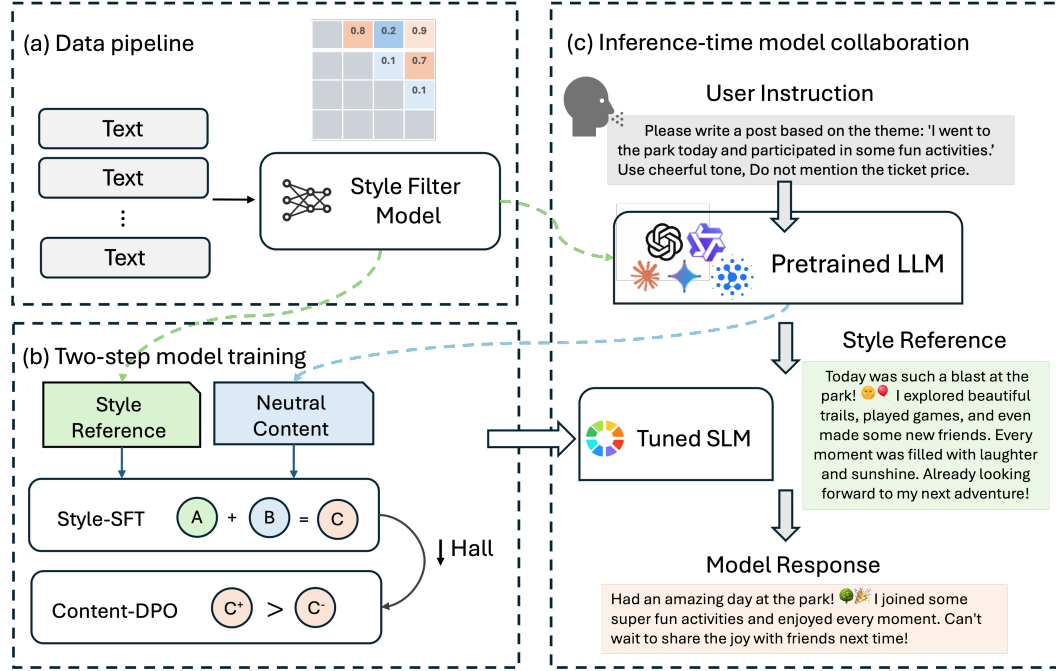 (a) Data pipeline
0.8 0.2 0.9
0.1 0.7
0.1
Text
Text
⋮
Text
Style Filter
Model
(b) Two-step model training
Style
Reference
Neutral
Content
Style-SFT A + B = C
↓ Hall
Content-DPO C⁺ > C⁻
(c) Inference-time model collaboration
User Instruction
Please write a post based on the theme: 'I went to
the park today and participated in some fun activities.’
Use cheerful tone, Do not mention the ticket price.
Pretrained LLM
Style Reference
Today was such a blast at the
park! 🌞🎈 I explored beautiful
trails, played games, and even
made some new friends. Every
moment was filled with laughter
and sunshine. Already looking
forward to my next adventure!
Tuned SLM
Model Response
Had an amazing day at the park! 🌳🎉 I joined some
super fun activities and enjoyed every moment. Can't
wait to share the joy with friends next time!